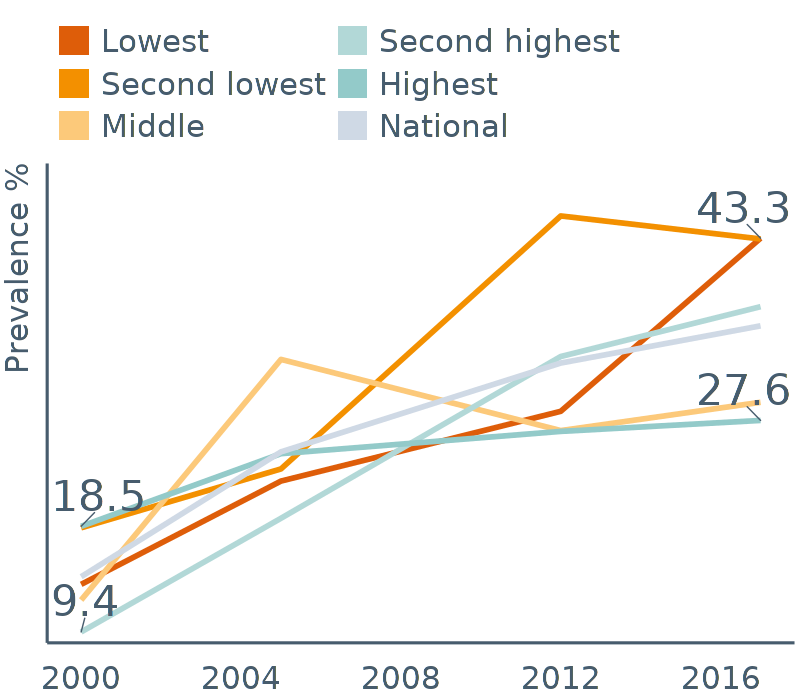 Lowest
Second lowest
Middle
Second highest
Highest
National
Prevalence %
43.3
27.6
18.5
9.4
2000 2004 2008 2012 2016